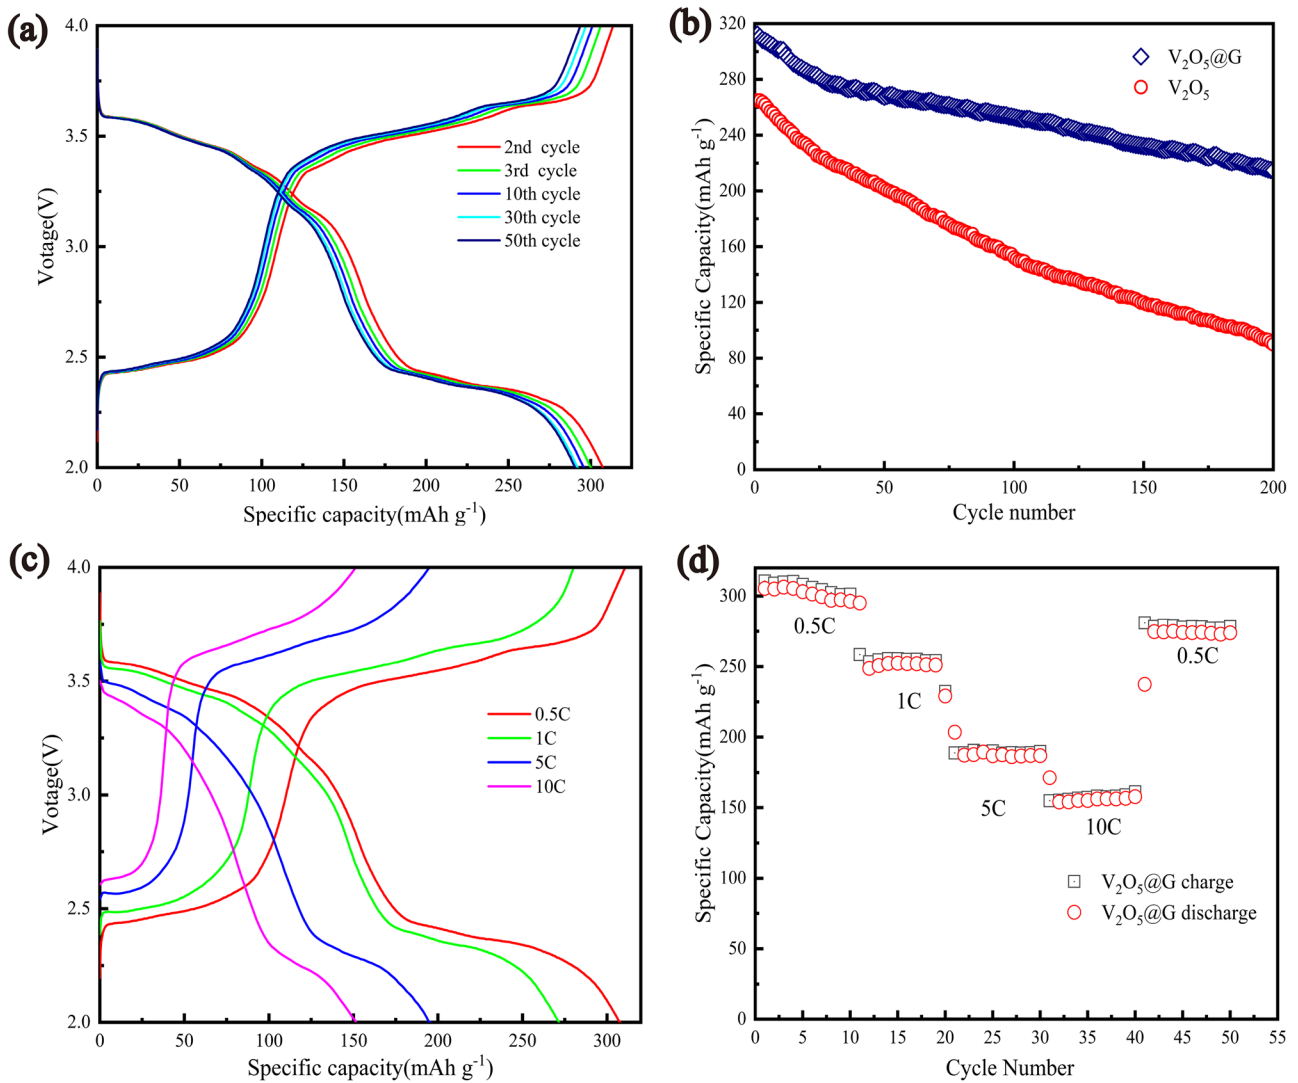 (a)
4.0
3.5
3.0
2.5
2.0
Votage(V)
2nd cycle
3rd cycle
10th cycle
30th cycle
50th cycle
0 50 100 150 200 250 300
Specific capacity(mAh g⁻¹)
(b)
320
280
240
200
160
120
80
40
0
Specific Capacity(mAh g⁻¹)
V₂O₅@G
V₂O₅
0 50 100 150 200
Cycle number
(c)
4.0
3.5
3.0
2.5
2.0
Votage(V)
0.5C
1C
5C
10C
0 50 100 150 200 250 300
Specific capacity(mAh g⁻¹)
(d)
300
250
200
150
100
50
0
Specific Capacity(mAh g⁻¹)
0.5C
1C
5C
10C
0.5C
V₂O₅@G charge
V₂O₅@G discharge
0 5 10 15 20 25 30 35 40 45 50 55
Cycle Number